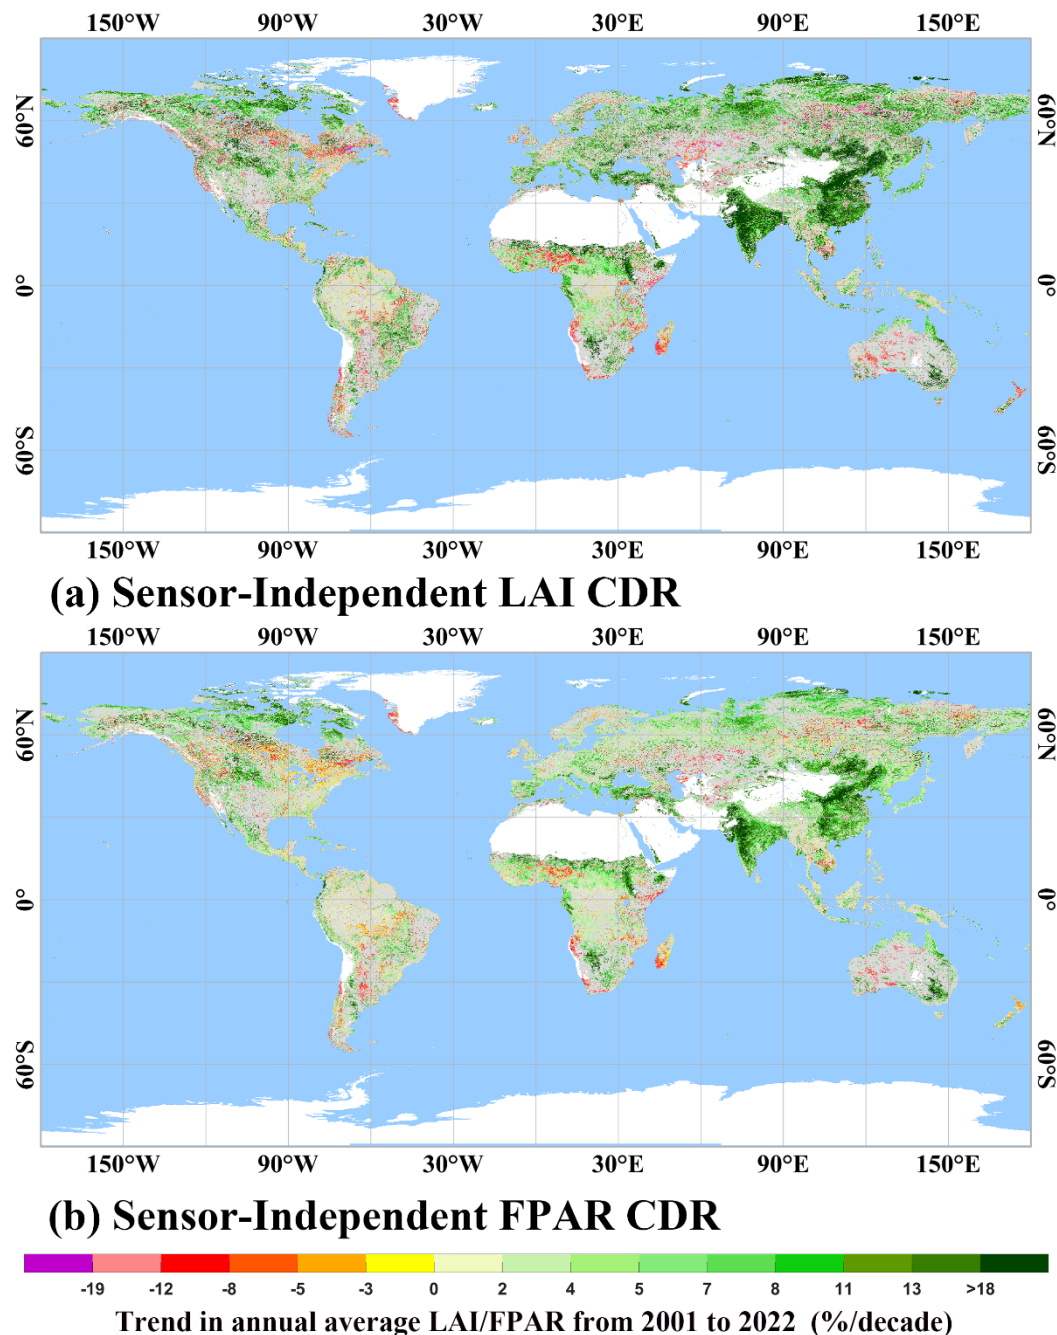 150°W 90°W 30°W 30°E 90°E 150°E
60°N 60°N
0° 0°
60°S 60°S
150°W 90°W 30°W 30°E 90°E 150°E
(a) Sensor-Independent LAI CDR
150°W 90°W 30°W 30°E 90°E 150°E
60°N 60°N
0° 0°
60°S 60°S
150°W 90°W 30°W 30°E 90°E 150°E
(b) Sensor-Independent FPAR CDR
-19 -12 -8 -5 -3 0 2 4 5 7 8 11 13 >18
Trend in annual average LAI/FPAR from 2001 to 2022 (%/decade)